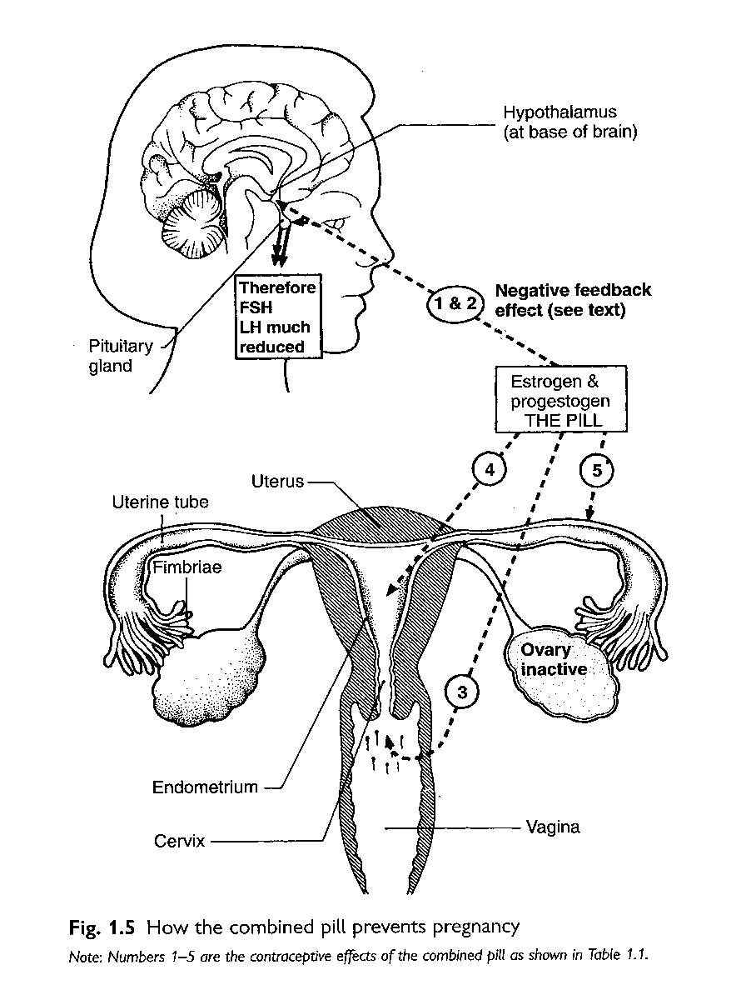 Hypothalamus
(at base of brain)
1 & 2
Negative feedback
effect (see text)
Therefore
FSH
LH much
reduced
Pituitary
gland
Estrogen &
progestogen
THE PILL
4
5
Uterus
Uterine tube
Fimbriae
Ovary
inactive
3
Endometrium
Cervix
Vagina
Fig. 1.5 How the combined pill prevents pregnancy
Note: Numbers 1–5 are the contraceptive effects of the combined pill as shown in Table 1.1.